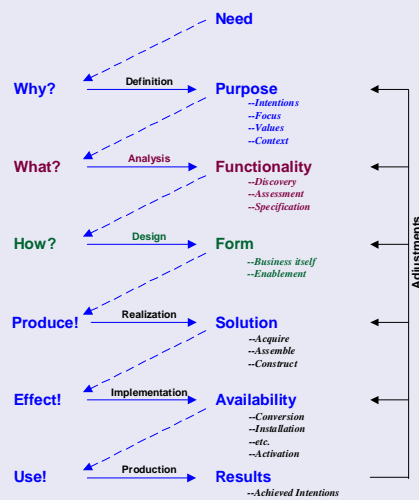 Need
Why?
Definition
Purpose
--Intentions
--Focus
--Values
--Context
What?
Analysis
Functionality
--Discovery
--Assessment
--Specification
How?
Design
Form
--Business itself
--Enablement
Produce!
Realization
Solution
--Acquire
--Assemble
--Construct
Effect!
Implementation
Availability
--Conversion
--Installation
--etc.
--Activation
Use!
Production
Results
--Achieved Intentions
Adjustments